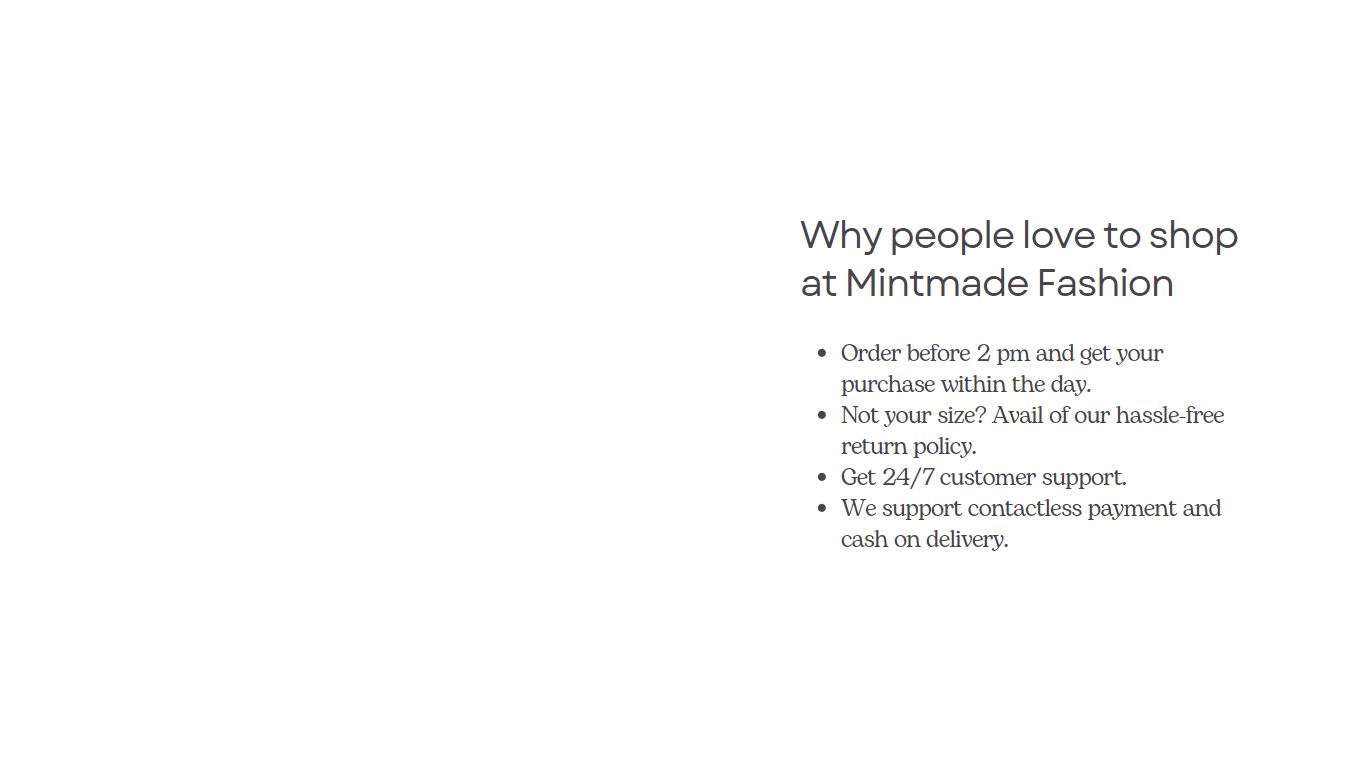 Why people love to shop
at Mintmade Fashion
• Order before 2 pm and get your
purchase within the day.
• Not your size? Avail of our hassle-free
return policy.
• Get 24/7 customer support.
• We support contactless payment and
cash on delivery.